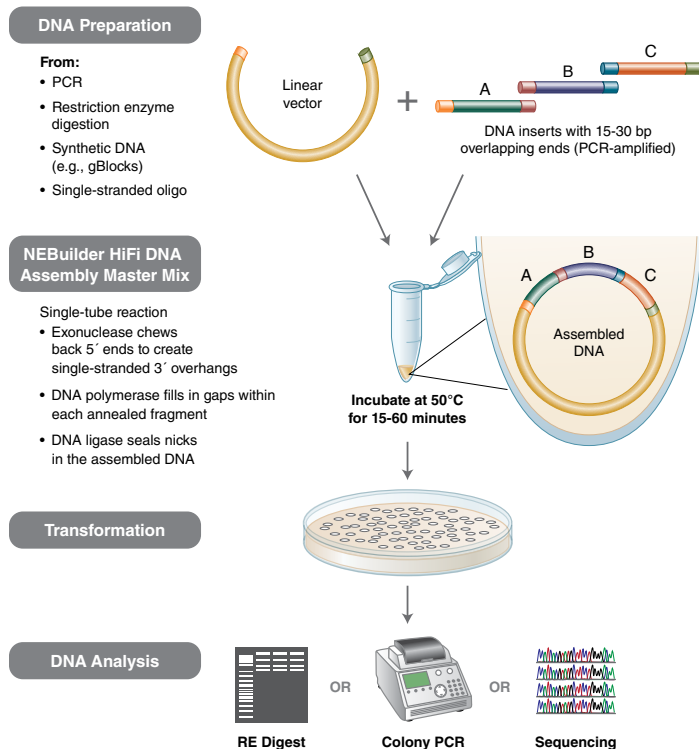 DNA Preparation
From:
• PCR
• Restriction enzyme
digestion
• Synthetic DNA
(e.g., gBlocks)
• Single-stranded oligo
Linear
vector
+
A
B
C
DNA inserts with 15-30 bp
overlapping ends (PCR-amplified)
NEBuilder HiFi DNA
Assembly Master Mix
Single-tube reaction
• Exonuclease chews
back 5´ ends to create
single-stranded 3´ overhangs
• DNA polymerase fills in gaps within
each annealed fragment
• DNA ligase seals nicks
in the assembled DNA
Incubate at 50°C
for 15-60 minutes
A
B
C
Assembled
DNA
Transformation
DNA Analysis
OR
OR
RE Digest
Colony PCR
Sequencing